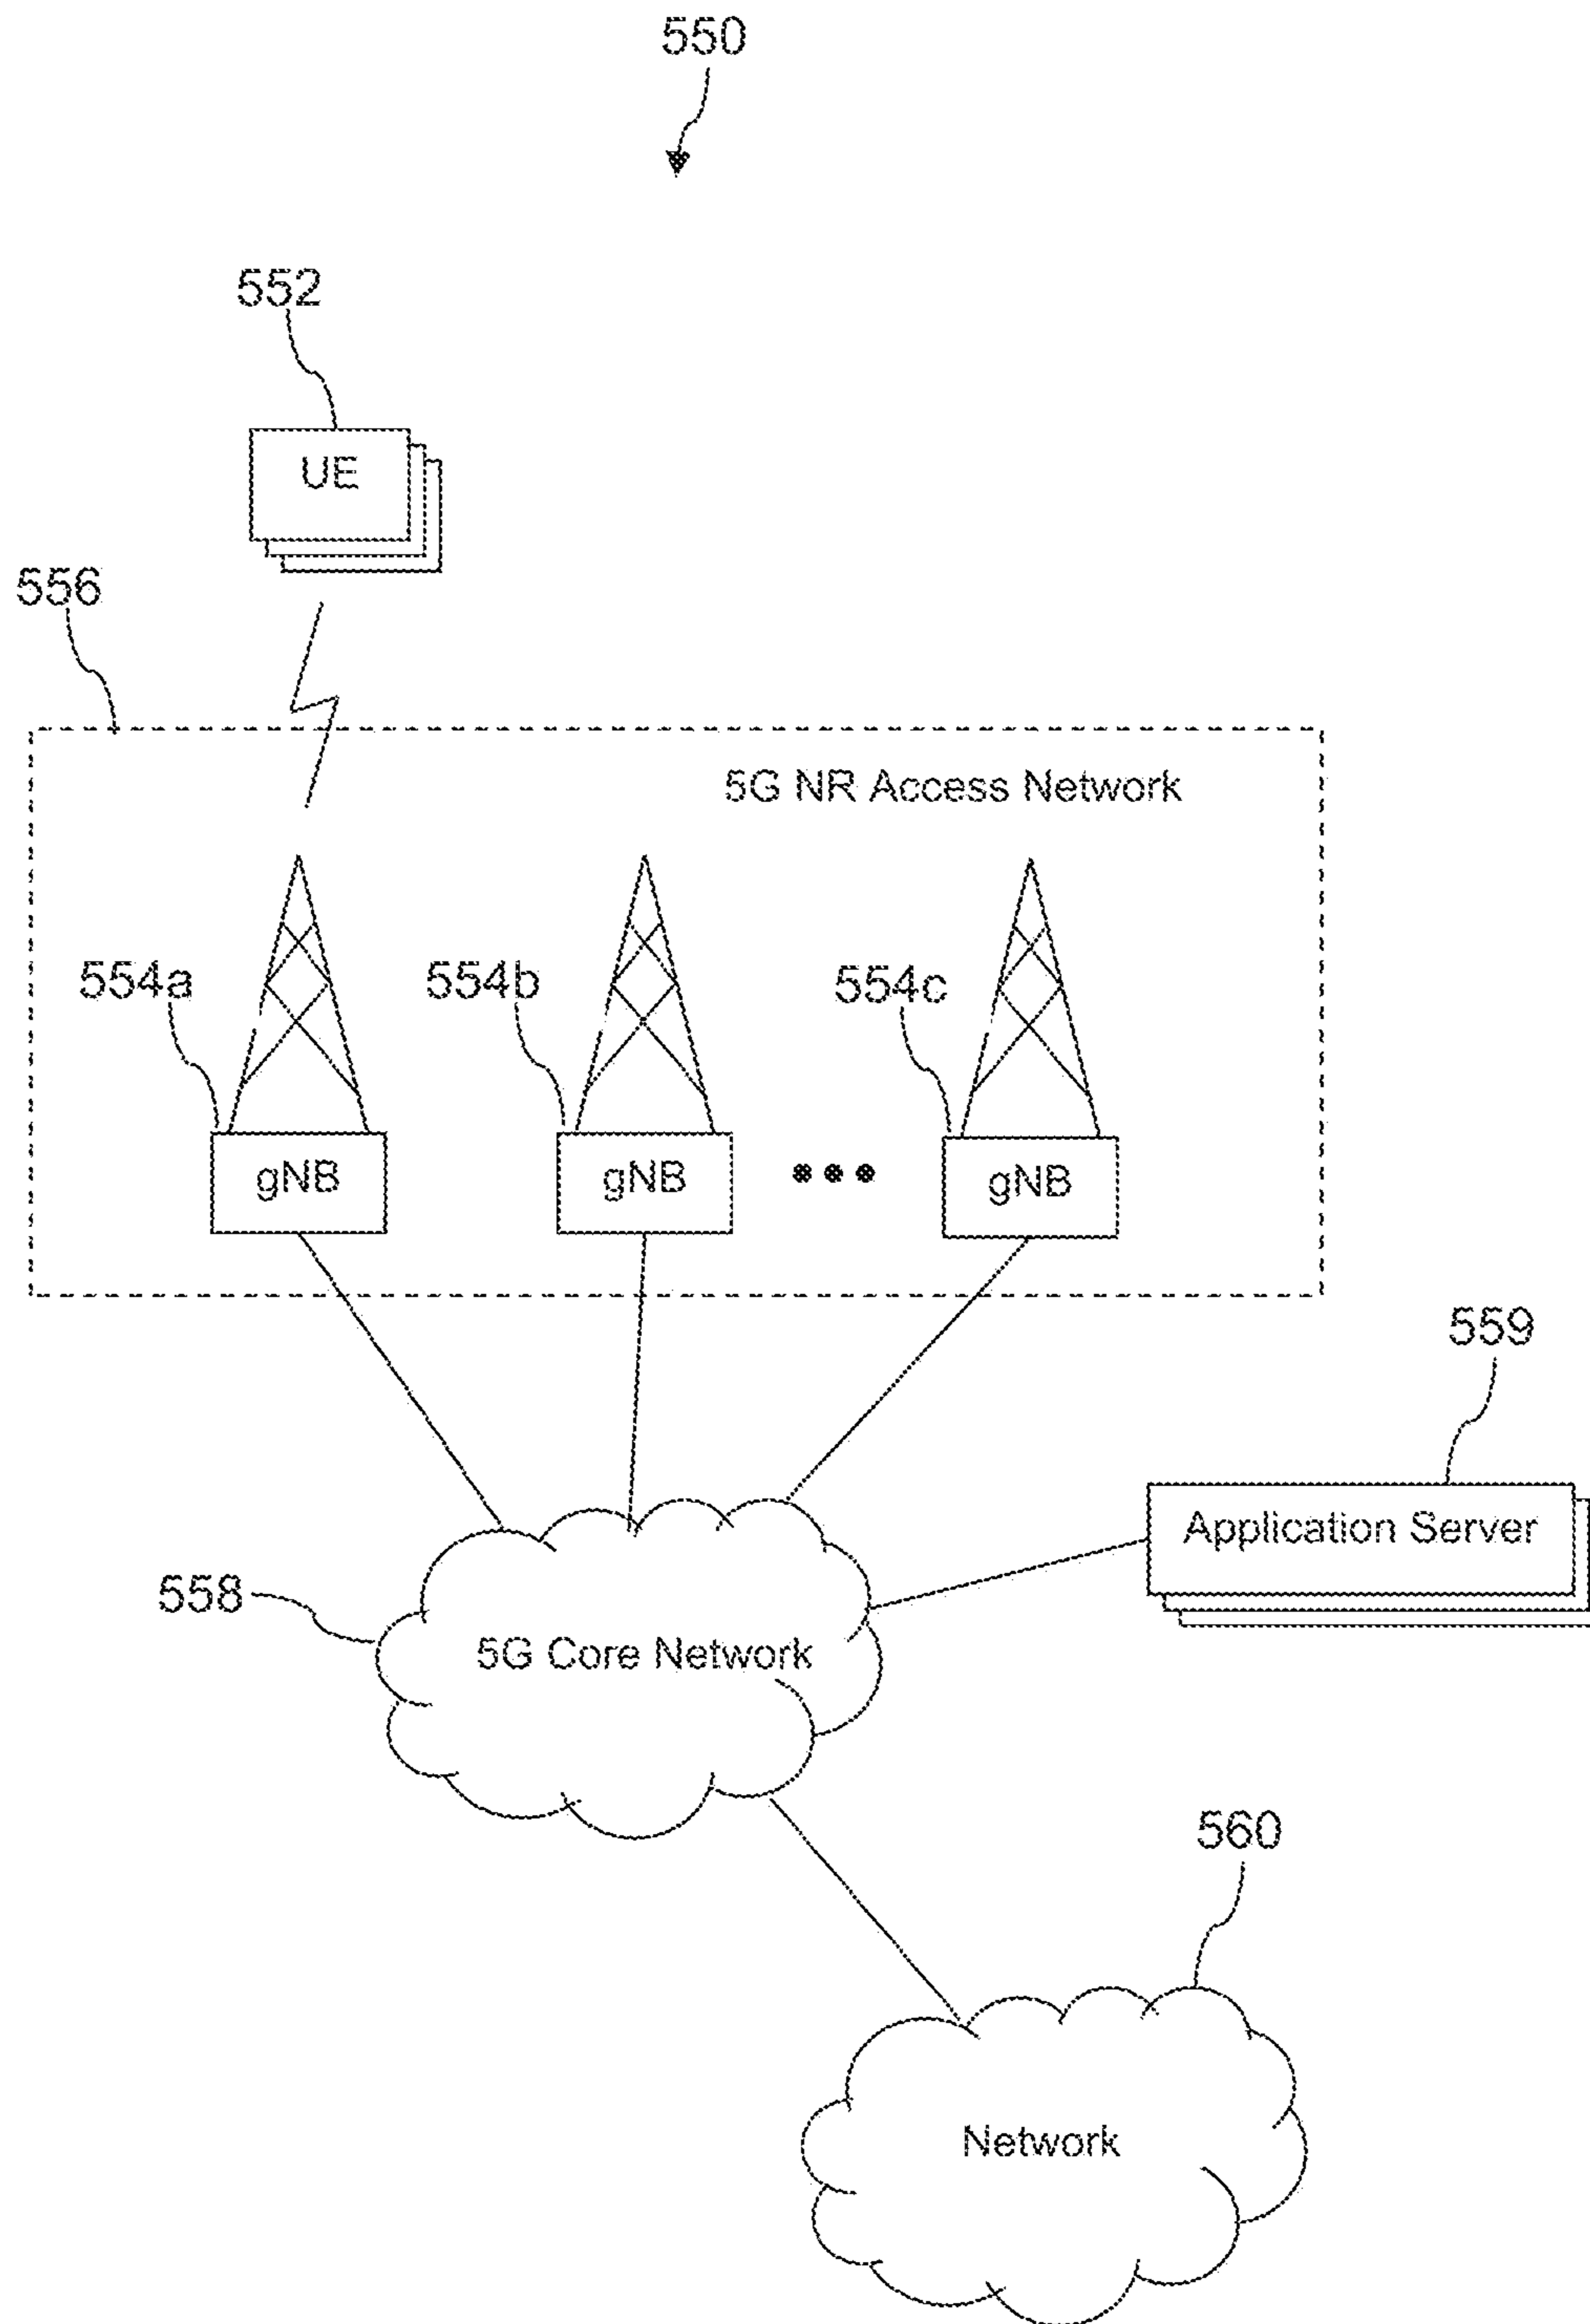 550
552
UE
556
5G NR Access Network
554a
554b
554c
gNB
gNB
gNB
559
Application Server
558
5G Core Network
560
Network